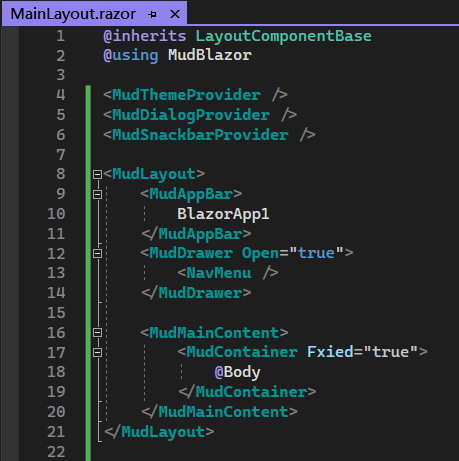 MainLayout.razor
1 @inherits LayoutComponentBase
2 @using MudBlazor
3
4 <MudThemeProvider />
5 <MudDialogProvider />
6 <MudSnackbarProvider />
7
8 <MudLayout>
9 <MudAppBar>
10 BlazorApp1
11 </MudAppBar>
12 <MudDrawer Open="true">
13 <NavMenu />
14 </MudDrawer>
15
16 <MudMainContent>
17 <MudContainer Fxied="true">
18 @Body
19 </MudContainer>
20 </MudMainContent>
21 </MudLayout>
22